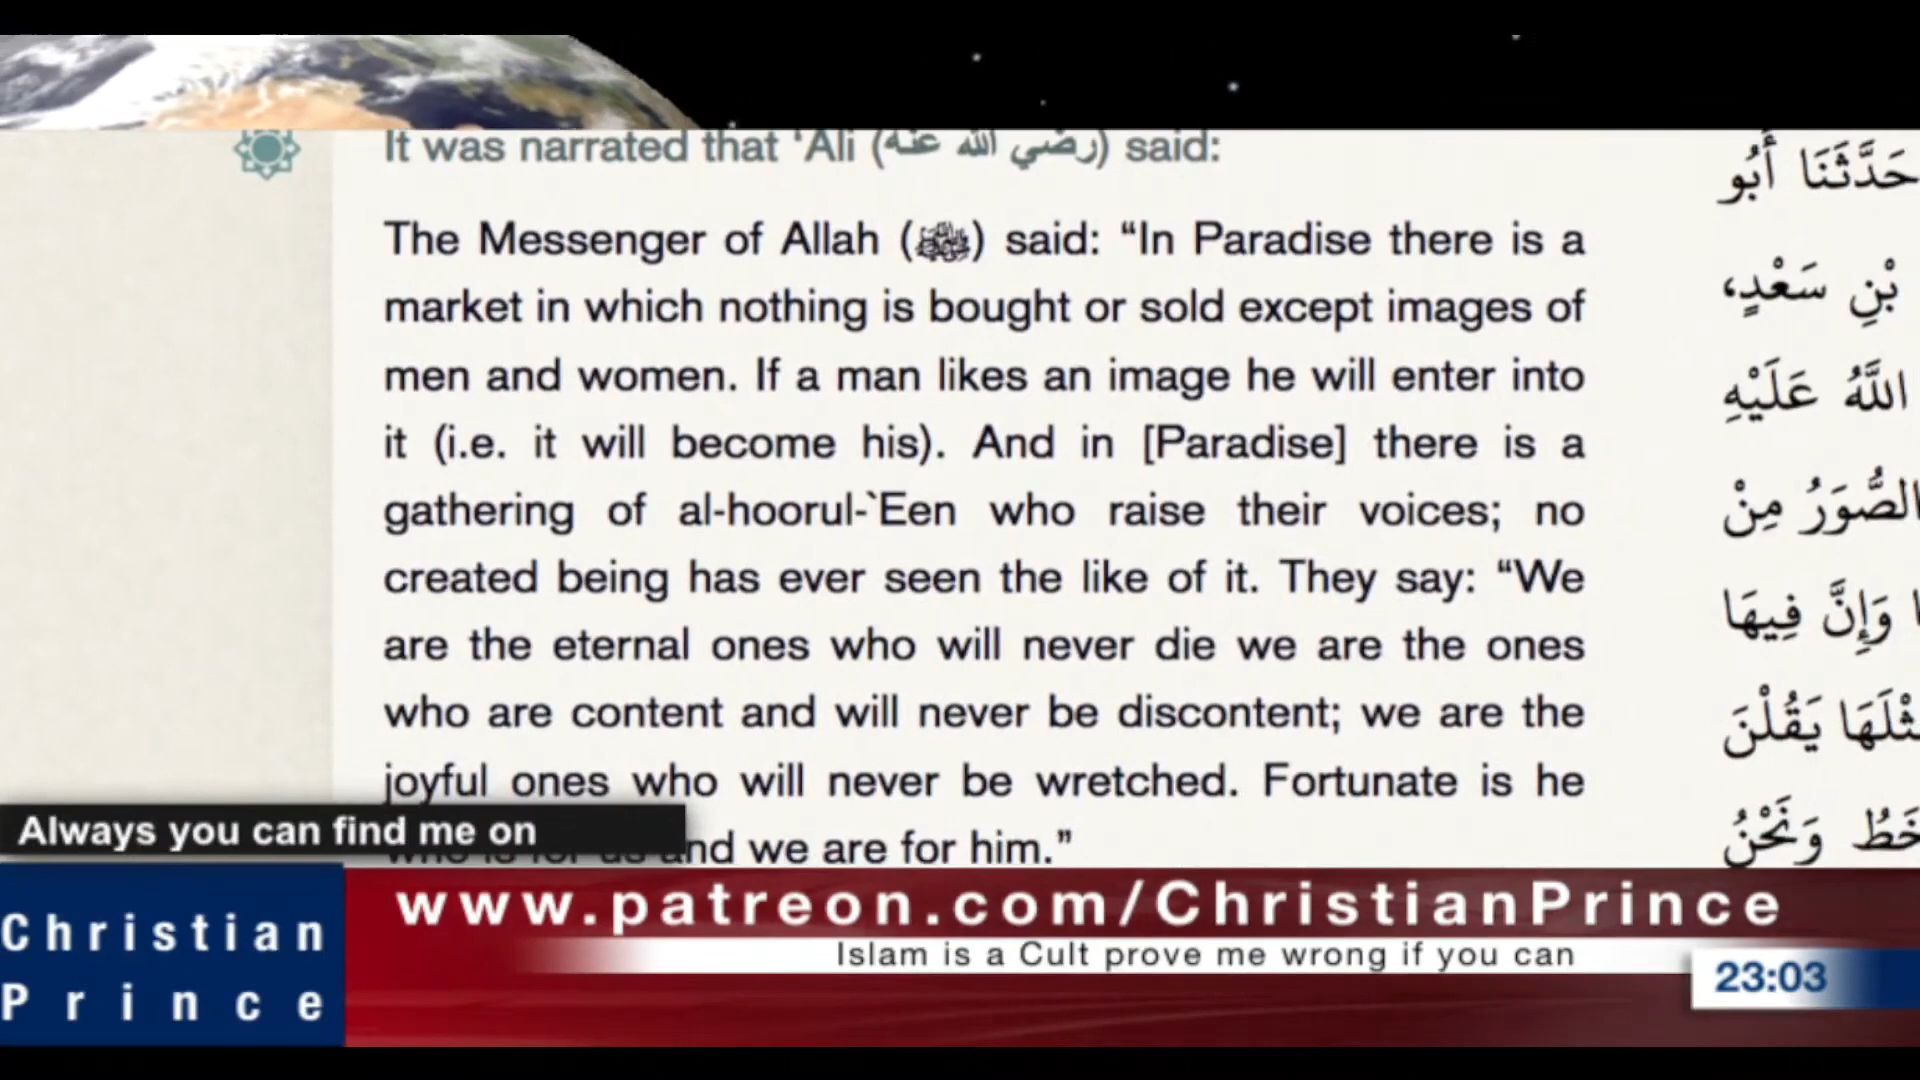 It was narrated that 'Ali (رضي الله عنه) said:
The Messenger of Allah (ﷺ) said: “In Paradise there is a
market in which nothing is bought or sold except images of
men and women. If a man likes an image he will enter into
it (i.e. it will become his). And in [Paradise] there is a
gathering of al-hoorul-`Een who raise their voices; no
created being has ever seen the like of it. They say: “We
are the eternal ones who will never die we are the ones
who are content and will never be discontent; we are the
joyful ones who will never be wretched. Fortunate is he
who is for us and we are for him.”
حَدَّثَنَا أَبُو
بْنِ سَعْدٍ،
اللَّهُ عَلَيْهِ
الصُّوَرُ مِنْ
وَإِنَّ فِيهَا
يَقُلْنَ
وَنَحْنُ
Always you can find me on
Christian
Prince
www.patreon.com/ChristianPrince
Islam is a Cult prove me wrong if you can
23:03